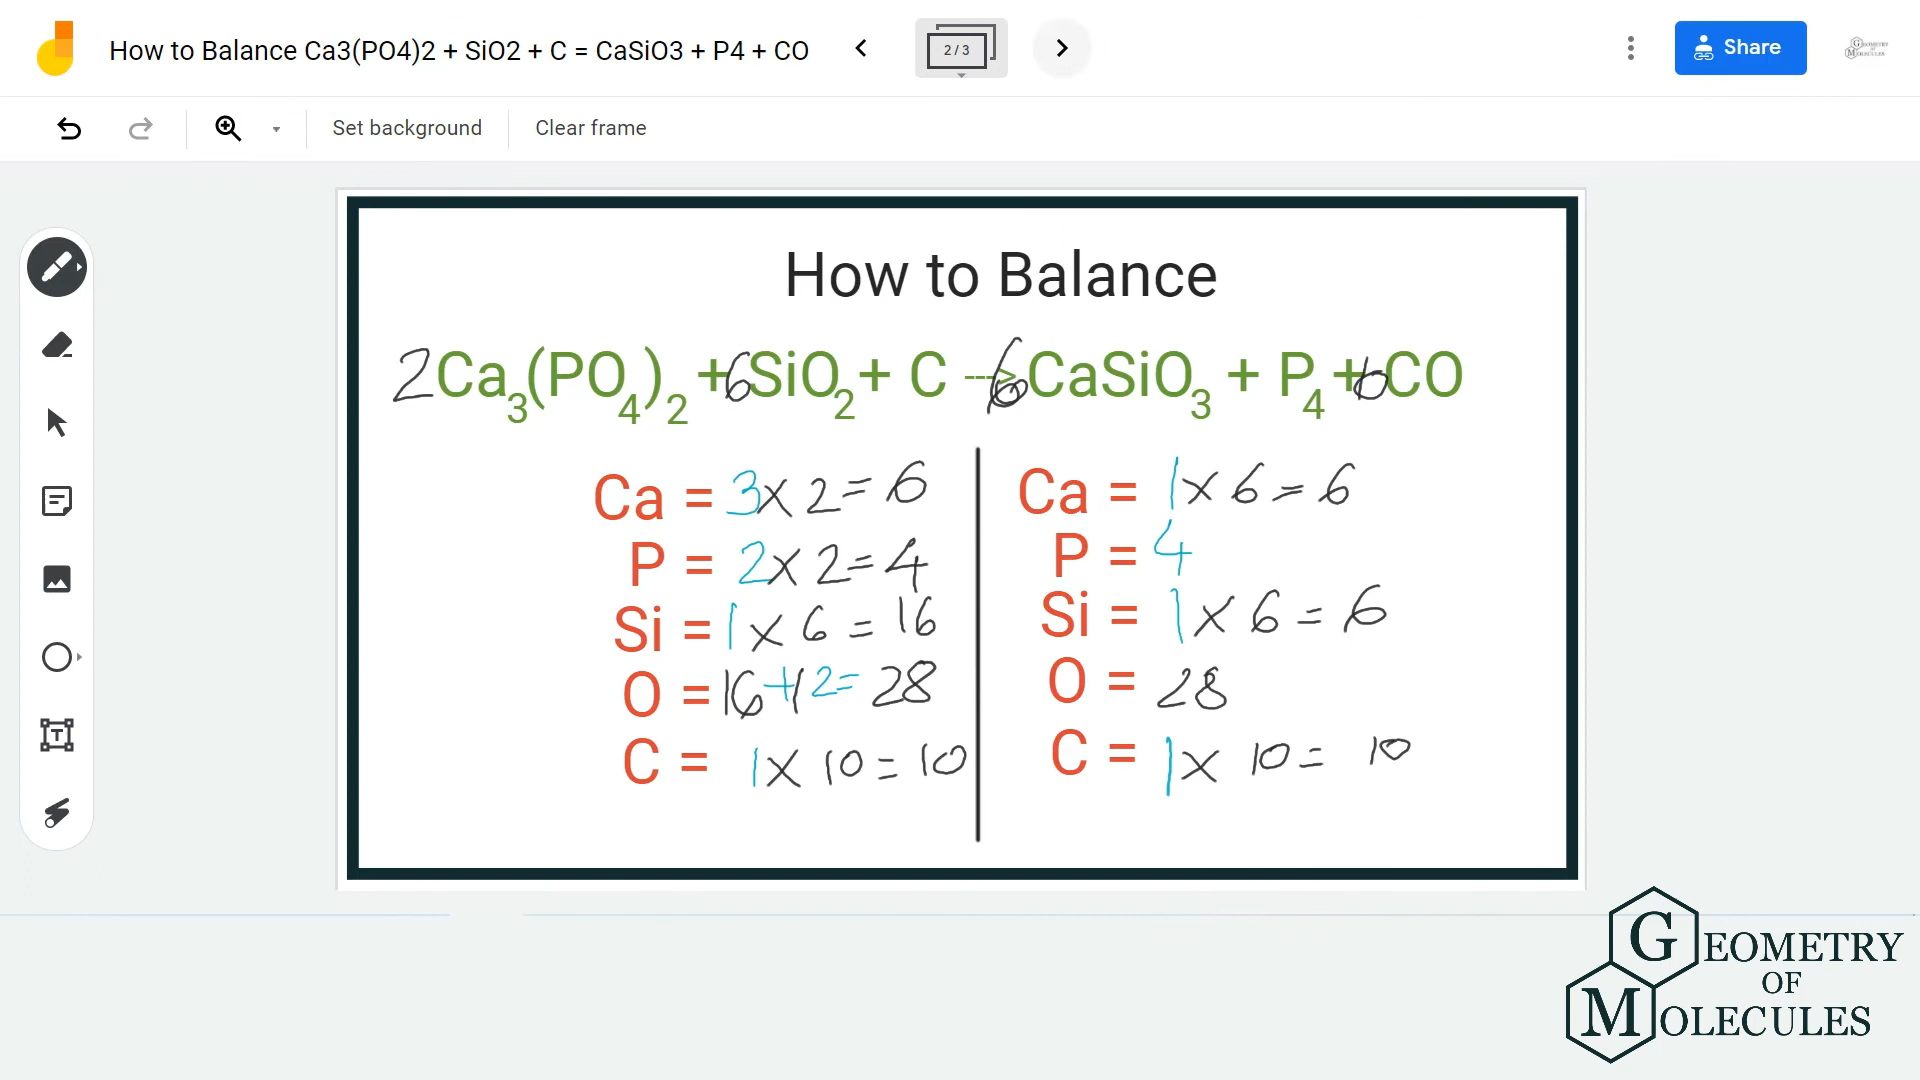 How to Balance Ca3(PO4)2 + SiO2 + C = CaSiO3 + P4 + CO
2/3
Share
GEOMETRY OF MOLECULES
Set background
Clear frame
How to Balance
2Ca3(PO4)2 + 6SiO2 + C ---> 6CaSiO3 + P4 + 6CO
Ca = 3 x 2 = 6
P = 2 x 2 = 4
Si = 1 x 6 = 16
O = 16 + 12 = 28
C = 1 x 10 = 10
Ca = 1 x 6 = 6
P = 4
Si = 1 x 6 = 6
O = 28
C = 1 x 10 = 10
T
GEOMETRY
OF
MOLECULES